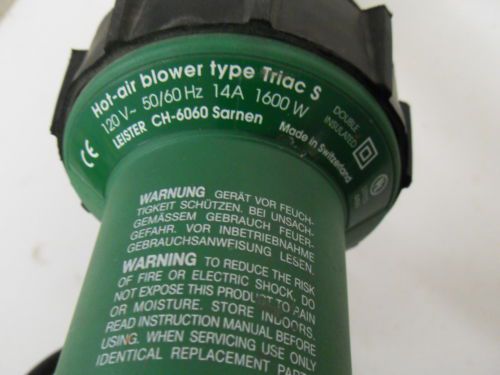 Hot-air blower type Triac S
120 V~ 50/60 Hz 14A 1600 W
LEISTER CH-6060 Sarnen
Made in Switzerland
DOUBLE
INSULATED
CE
WARNUNG GERÄT VOR FEUCH-
TIGKEIT SCHÜTZEN. BEI UNSACH-
GEMÄSSEM GEBRAUCH FEUER-
GEFAHR. VOR INBETRIEBNAHME
GEBRAUCHSANWEISUNG LESEN.
WARNING TO REDUCE THE RISK
OF FIRE OR ELECTRIC SHOCK, DO
NOT EXPOSE THIS PRODUCT TO RAIN
OR MOISTURE. STORE INDOORS.
READ INSTRUCTION MANUAL BEFORE
USING. WHEN SERVICING USE ONLY
IDENTICAL REPLACEMENT PART